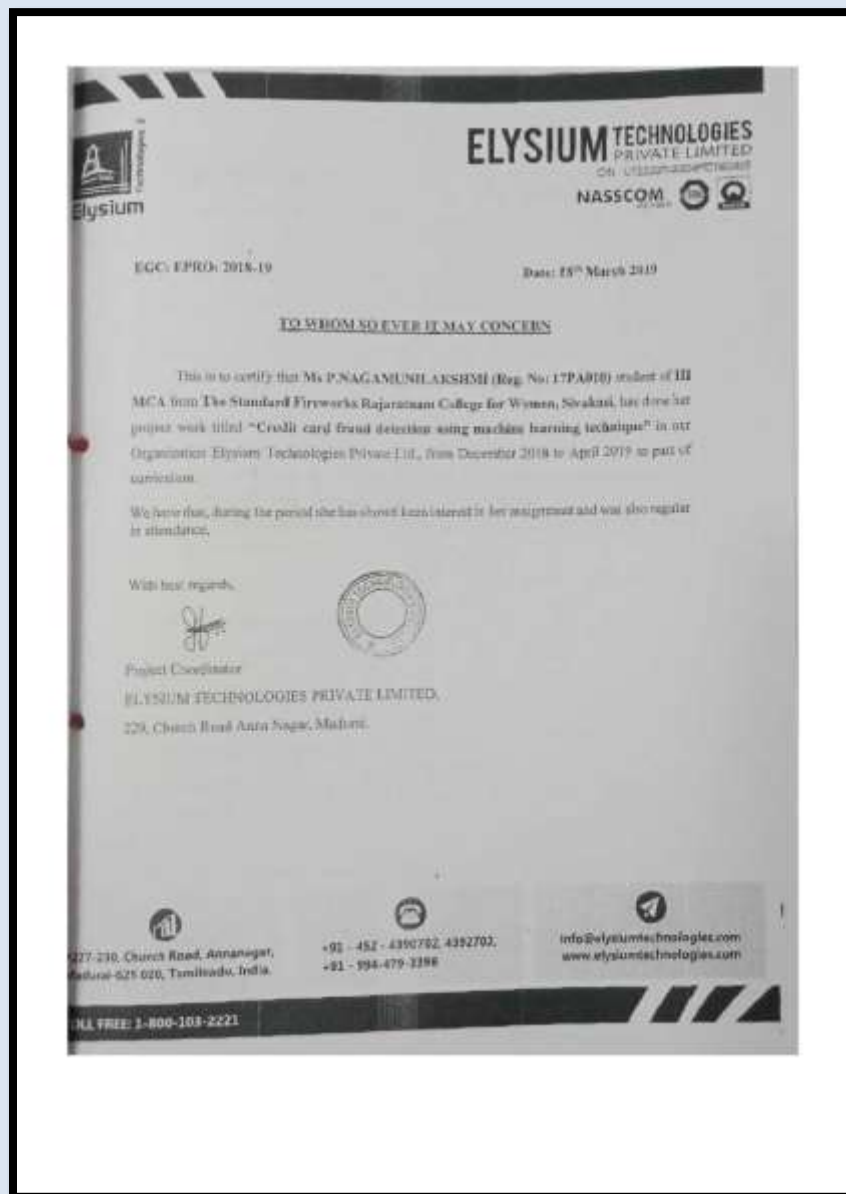 Elysium
Technologies
ELYSIUM TECHNOLOGIES
PRIVATE LIMITED
NASSCOM
EGC: EPRO: 2018-19
Date: 18th March 2019
TO WHOM SO EVER IT MAY CONCERN
This is to certify that Ms P.NAGAMUNILAKSHMI (Reg. No: 17PA010) student of III
MCA from The Standard Fireworks Rajaratnam College for Women, Sivakasi, has done her
project work titled "Credit card fraud detection using machine learning technique" in our
Organization Elysium Technologies Private Ltd., from December 2018 to April 2019 as part of
curriculum.
We have that, during the period she has shown keen interest in her assignment and was also regular
in attendance.
With best regards,
Project Coordinator
ELYSIUM TECHNOLOGIES PRIVATE LIMITED,
229, Church Road Anna Nagar, Madurai.
227-230, Church Road, Annanagar,
Madurai-625 020, Tamilnadu, India.
+91 - 452 - 4390702, 4392702,
+91 - 994-479-3398
info@elysiumtechnologies.com
www.elysiumtechnologies.com
OLL FREE: 1-800-103-2221